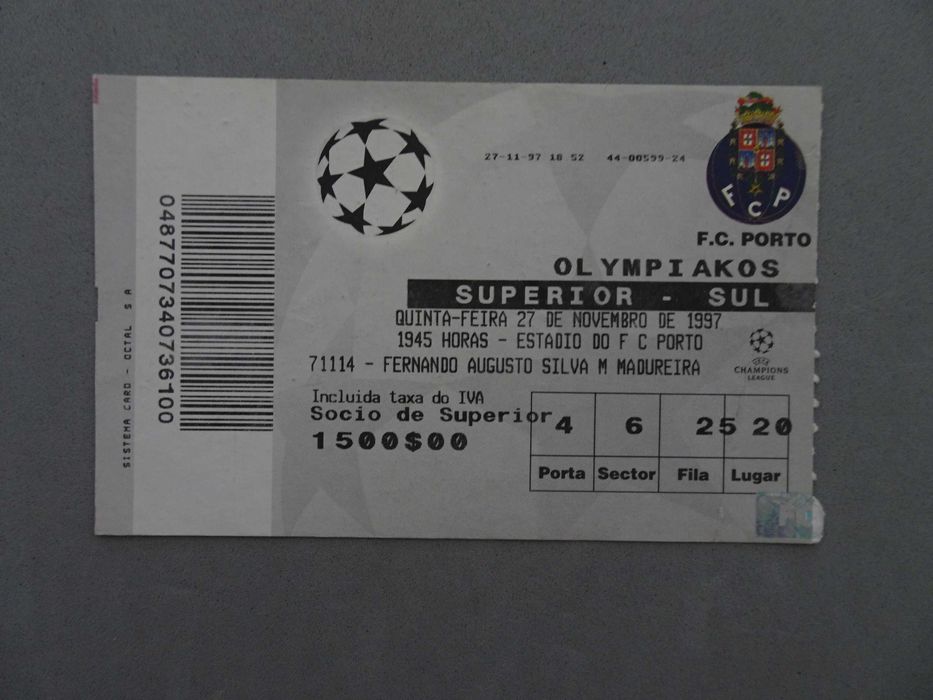 27-11-97 18 52 44-00599-24
FCP
F.C. PORTO
OLYMPIAKOS
SUPERIOR - SUL
QUINTA-FEIRA 27 DE NOVEMBRO DE 1997
1945 HORAS - ESTADIO DO F C PORTO
CHAMPIONS
LEAGUE
71114 - FERNANDO AUGUSTO SILVA M MADUREIRA
Incluida taxa do IVA
Socio de Superior
1500$00
4 6 25 20
Porta Sector Fila Lugar
0487707340736100
SISTEMA CARD - OCTAL S A